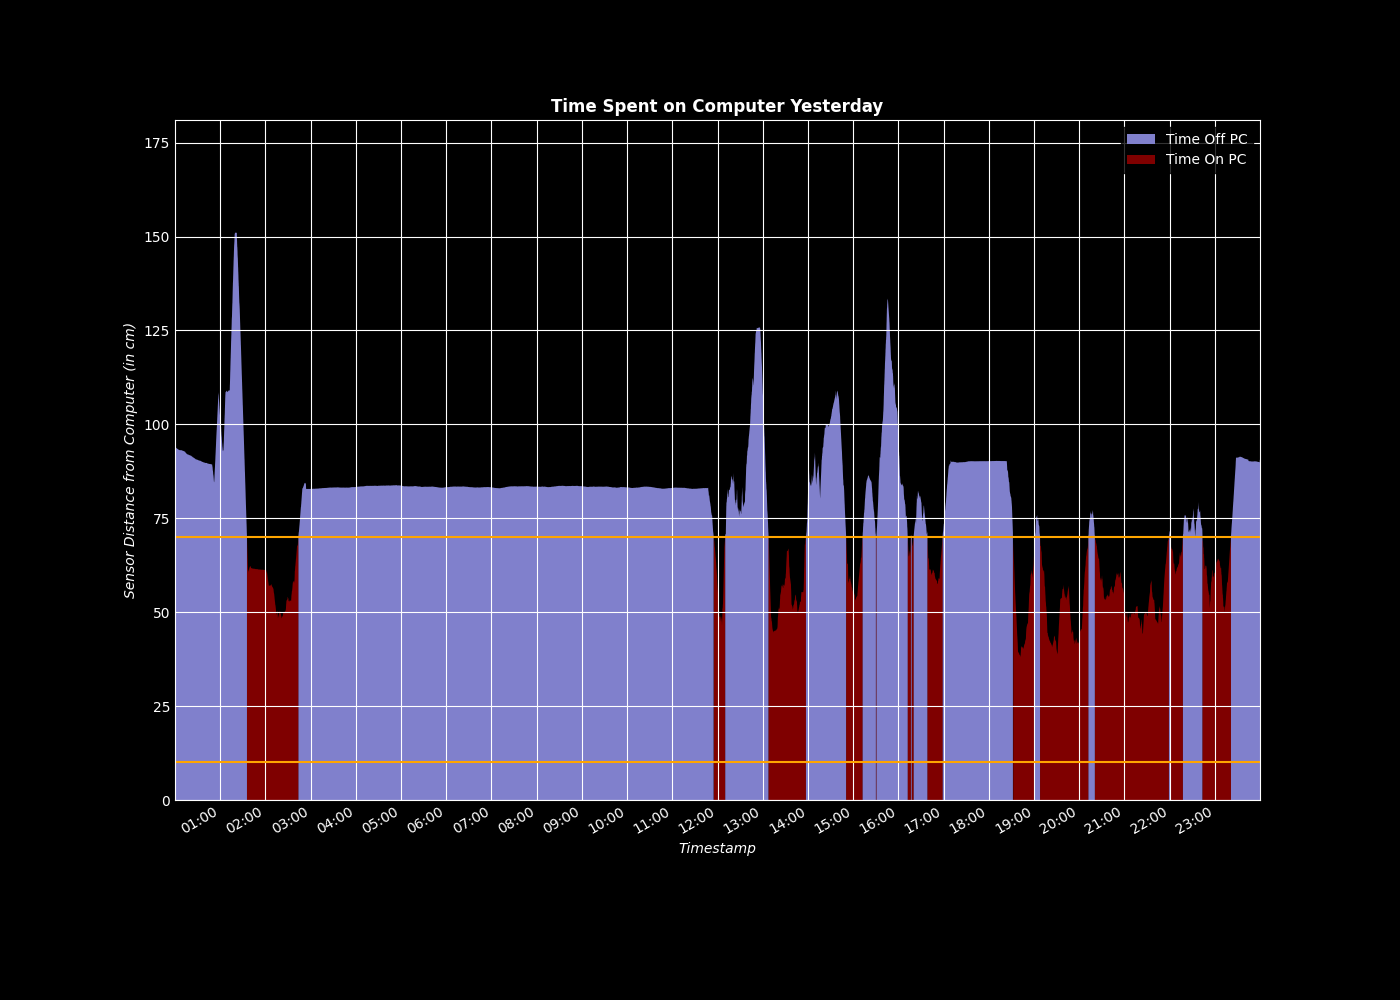 Time Spent on Computer Yesterday
Time Off PC
Time On PC
175
150
125
100
75
50
25
0
Sensor Distance from Computer (in cm)
01:00 02:00 03:00 04:00 05:00 06:00 07:00 08:00 09:00 10:00 11:00 12:00 13:00 14:00 15:00 16:00 17:00 18:00 19:00 20:00 21:00 22:00 23:00
Timestamp